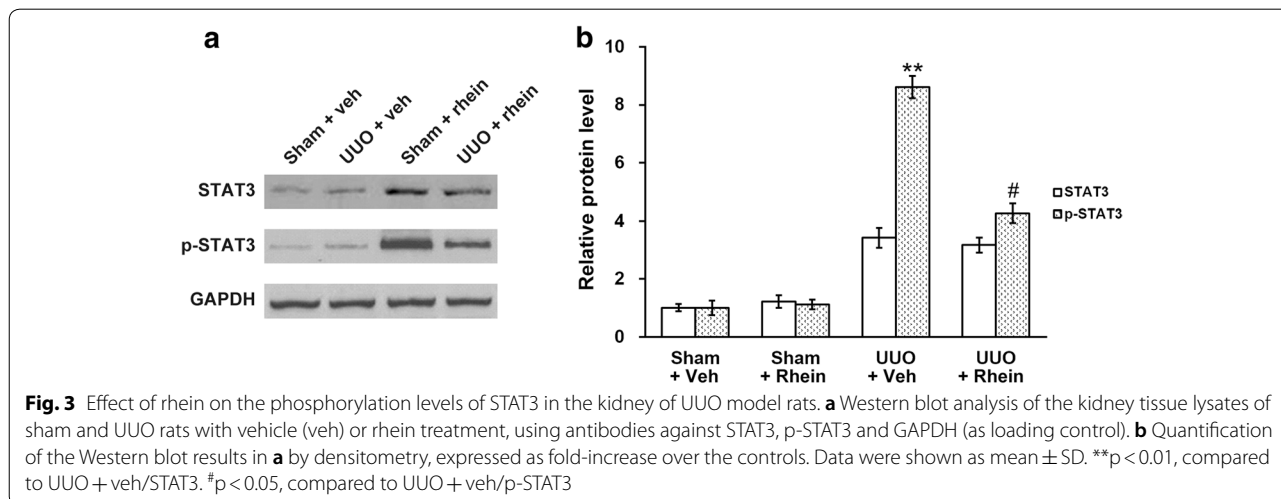 a
Sham + veh
UUO + veh
Sham + rhein
UUO + rhein
STAT3
p-STAT3
GAPDH
b
Relative protein level
10
8
6
4
2
0
**
#
STAT3
p-STAT3
Sham + Veh
Sham + Rhein
UUO + Veh
UUO + Rhein
Fig. 3 Effect of rhein on the phosphorylation levels of STAT3 in the kidney of UUO model rats. a Western blot analysis of the kidney tissue lysates of
sham and UUO rats with vehicle (veh) or rhein treatment, using antibodies against STAT3, p-STAT3 and GAPDH (as loading control). b Quantification
of the Western blot results in a by densitometry, expressed as fold-increase over the controls. Data were shown as mean ± SD. **p < 0.01, compared
to UUO + veh/STAT3. #p < 0.05, compared to UUO + veh/p-STAT3